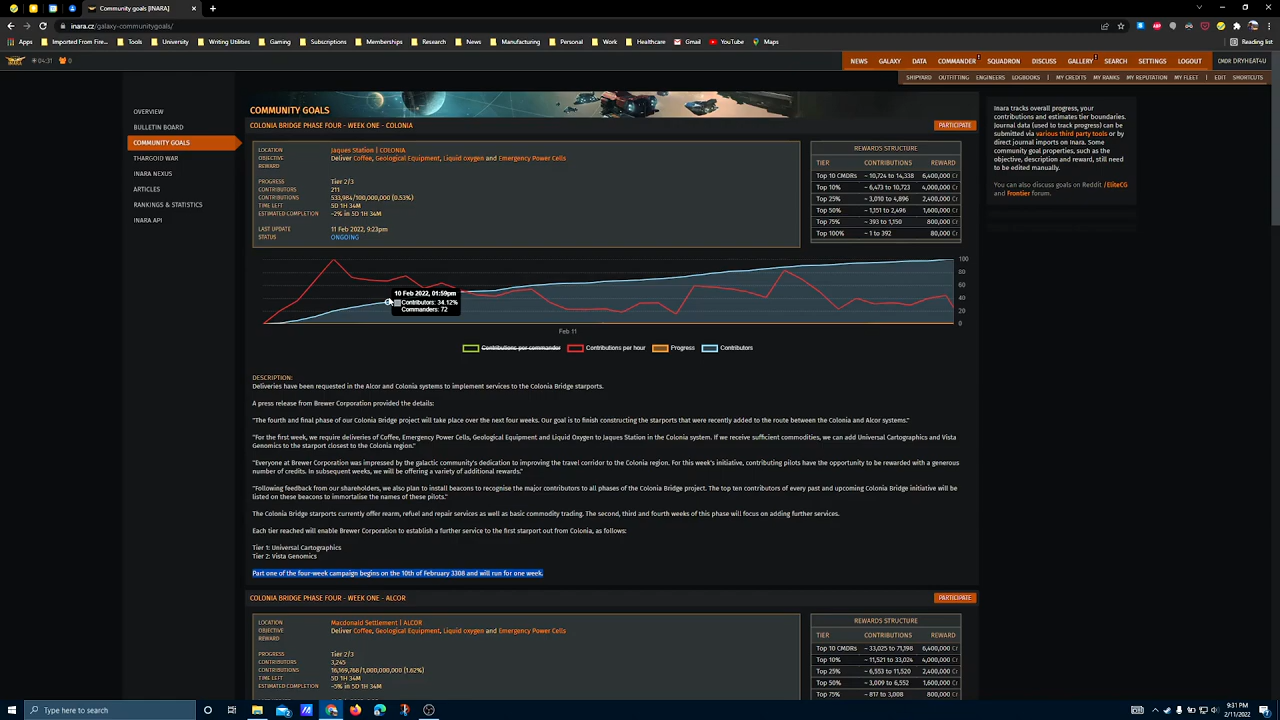 Community goals [INARA]
inara.cz/galaxy-communitygoals/
Apps Imported From Fire... Tools University Writing Utilities Gaming Subscriptions Memberships Research News Manufacturing Personal Work Healthcare Gmail YouTube Maps Reading list
04:31 0
NEWS GALAXY DATA COMMANDER SQUADRON DISCUSS GALLERY SEARCH SETTINGS LOGOUT CMDR DRYHEAT4U
SHIPYARD OUTFITTING ENGINEERS LOGBOOKS MY CREDITS MY RANKS MY REPUTATION MY FLEET EDIT SHORTCUTS
OVERVIEW
BULLETIN BOARD
COMMUNITY GOALS
THARGOID WAR
INARA NEXUS
ARTICLES
RANKINGS & STATISTICS
INARA API
COMMUNITY GOALS
COLONIA BRIDGE PHASE FOUR - WEEK ONE - COLONIA
PARTICIPATE
LOCATION Jaques Station | COLONIA
OBJECTIVE Deliver Coffee, Geological Equipment, Liquid oxygen and Emergency Power Cells
REWARD
PROGRESS Tier 2/3
CONTRIBUTORS 211
CONTRIBUTIONS 533,984/100,000,000 (0.53%)
TIME LEFT 5D 1H 34M
ESTIMATED COMPLETION ~2% in 5D 1H 34M
LAST UPDATE 11 Feb 2022, 9:23pm
STATUS ONGOING
REWARDS STRUCTURE
TIER CONTRIBUTIONS REWARD
Top 10 CMDRs ~ 10,724 to 14,338 6,400,000 Cr
Top 10% ~ 6,473 to 10,723 4,000,000 Cr
Top 25% ~ 3,010 to 4,896 2,400,000 Cr
Top 50% ~ 1,151 to 2,496 1,600,000 Cr
Top 75% ~ 393 to 1,150 800,000 Cr
Top 100% ~ 1 to 392 80,000 Cr
Inara tracks overall progress, your
contributions and estimates tier boundaries.
Journal data (used to track progress) can be
submitted via various third party tools or by
direct journal imports on Inara. Some
community goal properties, such as the
objective, description and reward, still need
to be edited manually.
You can also discuss goals on Reddit /EliteCG
and Frontier forum.
100
80
60
40
20
0
10 Feb 2022, 01:59pm
Contributors: 34.12%
Commanders: 72
Feb 11
Contributions per commander Contributions per hour Progress Contributors
DESCRIPTION:
Deliveries have been requested in the Alcor and Colonia systems to implement services to the Colonia Bridge starports.
A press release from Brewer Corporation provided the details:
"The fourth and final phase of our Colonia Bridge project will take place over the next four weeks. Our goal is to finish constructing the starports that were recently added to the route between the Colonia and Alcor systems."
"For the first week, we require deliveries of Coffee, Emergency Power Cells, Geological Equipment and Liquid Oxygen to Jaques Station in the Colonia system. If we receive sufficient commodities, we can add Universal Cartographics and Vista
Genomics to the starport closest to the Colonia region."
"Everyone at Brewer Corporation was impressed by the galactic community's dedication to improving the travel corridor to the Colonia region. For this week's initiative, contributing pilots have the opportunity to be rewarded with a generous
number of credits. In subsequent weeks, we will be offering a variety of additional rewards."
"Following feedback from our shareholders, we also plan to install beacons to recognise the major contributors to all phases of the Colonia Bridge project. The top ten contributors of every past and upcoming Colonia Bridge initiative will be
listed on these beacons to immortalise the names of these pilots."
The Colonia Bridge starports currently offer rearm, refuel and repair services as well as basic commodity trading. The second, third and fourth weeks of this phase will focus on adding further services.
Each tier reached will enable Brewer Corporation to establish a further service to the first starport out from Colonia, as follows:
Tier 1: Universal Cartographics
Tier 2: Vista Genomics
Part one of the four-week campaign begins on the 10th of February 3308 and will run for one week.
COLONIA BRIDGE PHASE FOUR - WEEK ONE - ALCOR
PARTICIPATE
LOCATION Macdonald Settlement | ALCOR
OBJECTIVE Deliver Coffee, Geological Equipment, Liquid oxygen and Emergency Power Cells
REWARD
PROGRESS Tier 2/3
CONTRIBUTORS 3,245
CONTRIBUTIONS 16,169,768/1,000,000,000 (1.62%)
TIME LEFT 5D 1H 34M
ESTIMATED COMPLETION ~5% in 5D 1H 34M
REWARDS STRUCTURE
TIER CONTRIBUTIONS REWARD
Top 10 CMDRs ~ 33,025 to 71,198 6,400,000 Cr
Top 10% ~ 11,521 to 33,024 4,000,000 Cr
Top 25% ~ 6,553 to 11,520 2,400,000 Cr
Top 50% ~ 3,009 to 6,552 1,600,000 Cr
Top 75% ~ 817 to 3,008 800,000 Cr
Type here to search
9:31 PM
2/11/2022